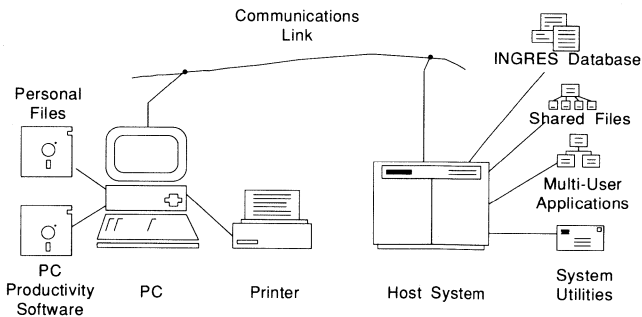 Communications
Link
INGRES Database
Personal
Files
Shared Files
Multi-User
Applications
PC
Productivity
Software
PC
Printer
Host System
System
Utilities